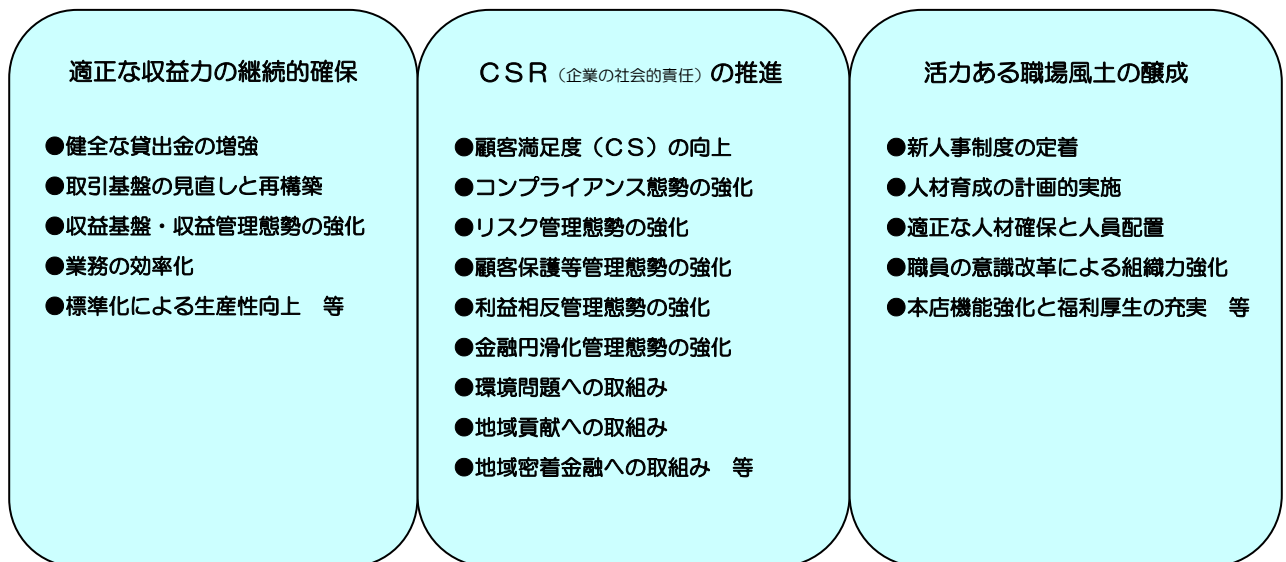 適正な収益力の継続的確保
●健全な貸出金の増強
●取引基盤の見直しと再構築
●収益基盤・収益管理態勢の強化
●業務の効率化
●標準化による生産性向上　等
ＣＳＲ（企業の社会的責任）の推進
●顧客満足度（ＣＳ）の向上
●コンプライアンス態勢の強化
●リスク管理態勢の強化
●顧客保護等管理態勢の強化
●利益相反管理態勢の強化
●金融円滑化管理態勢の強化
●環境問題への取組み
●地域貢献への取組み
●地域密着金融への取組み　等
活力ある職場風土の醸成
●新人事制度の定着
●人材育成の計画的実施
●適正な人材確保と人員配置
●職員の意識改革による組織力強化
●本店機能強化と福利厚生の充実　等